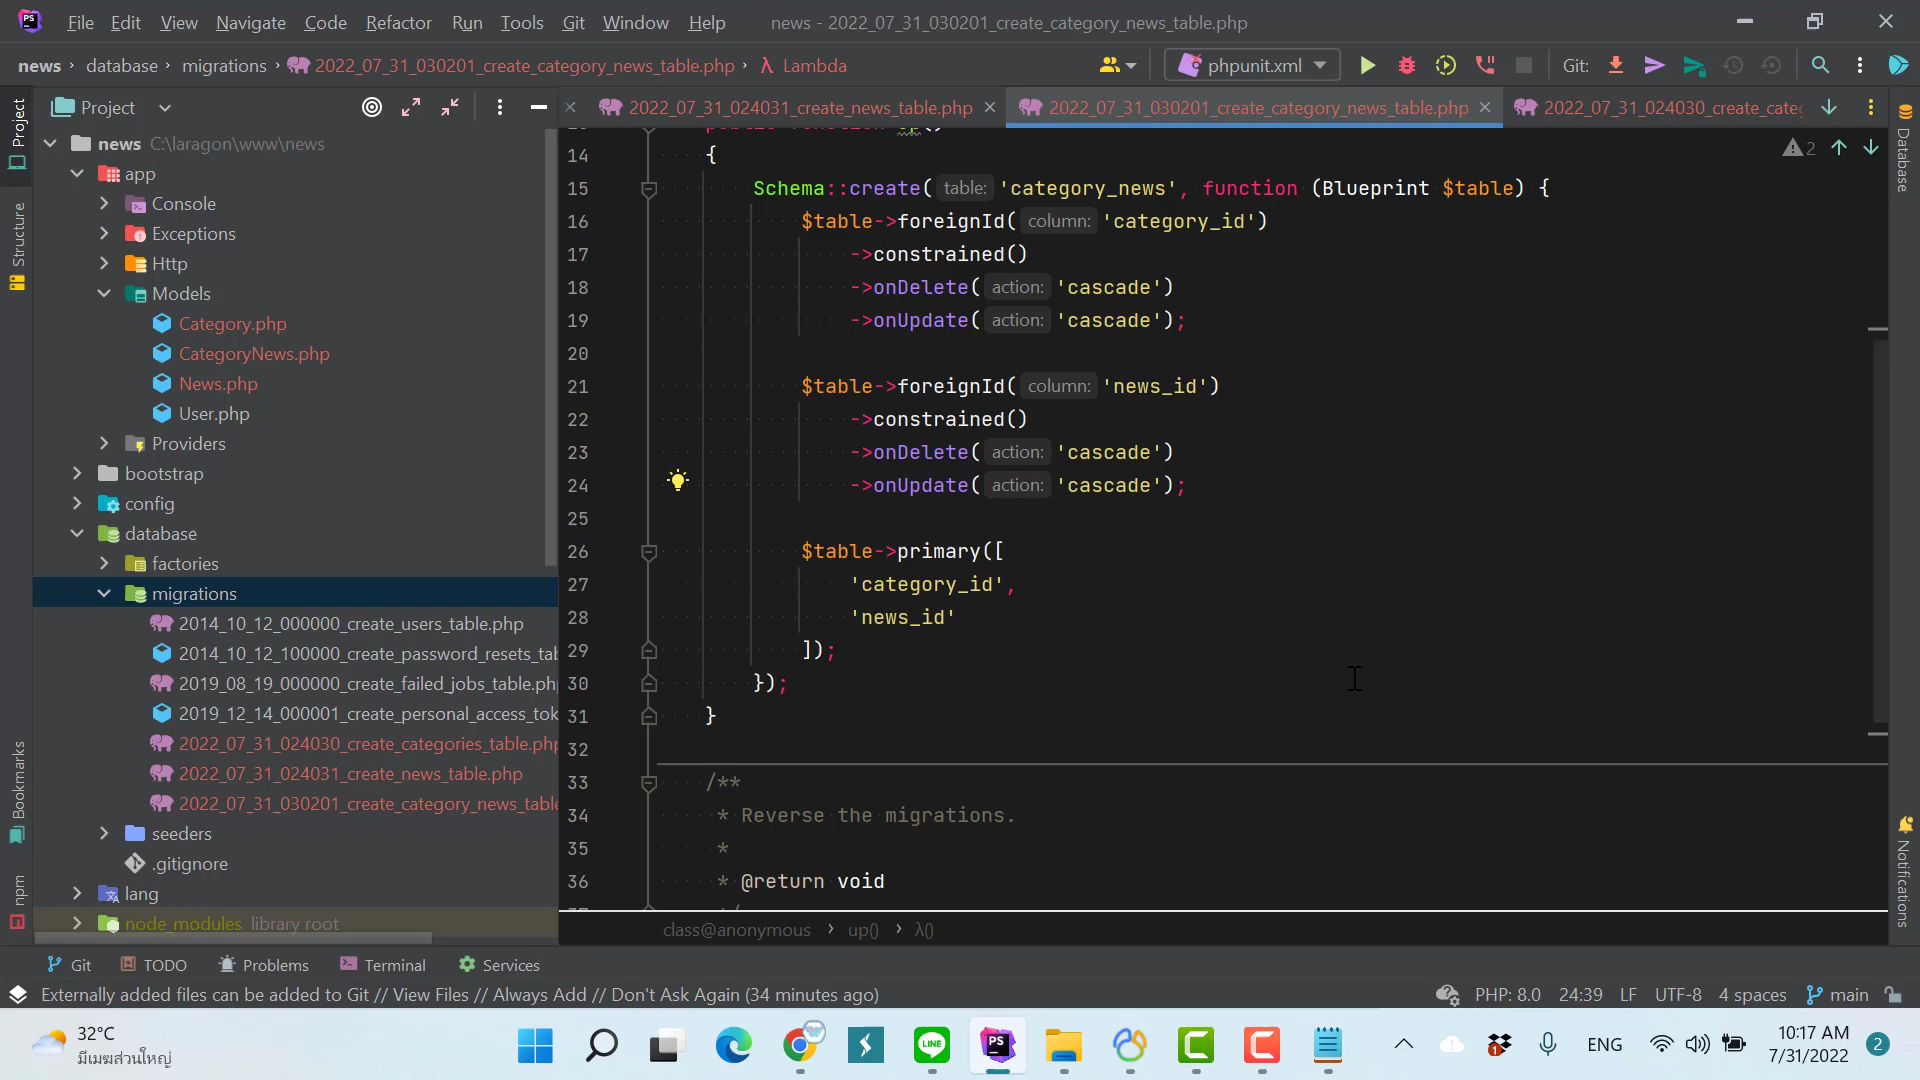 PS File Edit View Navigate Code Refactor Run Tools Git Window Help news - 2022_07_31_030201_create_category_news_table.php
news › database › migrations › 2022_07_31_030201_create_category_news_table.php › λ Lambda phpunit.xml Git:
Project 2022_07_31_024031_create_news_table.php 2022_07_31_030201_create_category_news_table.php 2022_07_31_024030_create_categ
Project
Structure
Bookmarks
npm
news C:\laragon\www\news
app
Console
Exceptions
Http
Models
Category.php
CategoryNews.php
News.php
User.php
Providers
bootstrap
config
database
factories
migrations
2014_10_12_000000_create_users_table.php
2014_10_12_100000_create_password_resets_tab
2019_08_19_000000_create_failed_jobs_table.ph
2019_12_14_000001_create_personal_access_tok
2022_07_31_024030_create_categories_table.php
2022_07_31_024031_create_news_table.php
2022_07_31_030201_create_category_news_table
seeders
.gitignore
lang
node_modules library root
2
14 {
15 Schema::create( table: 'category_news', function (Blueprint $table) {
16 $table->foreignId( column: 'category_id')
17 ->constrained()
18 ->onDelete( action: 'cascade')
19 ->onUpdate( action: 'cascade');
20
21 $table->foreignId( column: 'news_id')
22 ->constrained()
23 ->onDelete( action: 'cascade')
24 ->onUpdate( action: 'cascade');
25
26 $table->primary([
27 'category_id',
28 'news_id'
29 ]);
30 });
31 }
32
33 /**
34 * Reverse the migrations.
35 *
36 * @return void
class@anonymous › up() › λ()
Database
Notifications
Git TODO Problems Terminal Services
Externally added files can be added to Git // View Files // Always Add // Don't Ask Again (34 minutes ago) PHP: 8.0 24:39 LF UTF-8 4 spaces main
32°C
มีเมฆส่วนใหญ่
LINE
PS
1
ENG
10:17 AM
7/31/2022
2